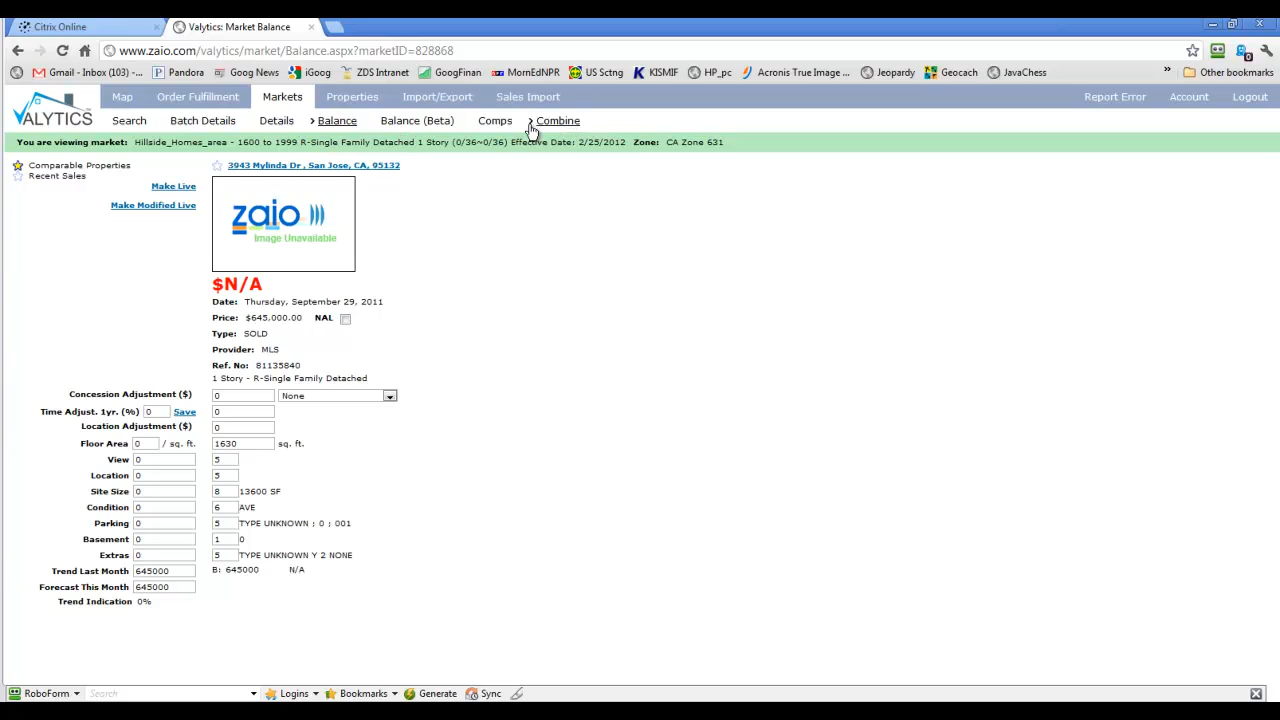 Citrix Online × Valytics: Market Balance ×
www.zaio.com/valytics/market/Balance.aspx?marketID=828868
Gmail - Inbox (103) -... Pandora Goog News iGoog ZDS Intranet GoogFinan MornEdNPR US Sctng KISMIF HP_pc Acronis True Image ... Jeopardy Geocach JavaChess » Other bookmarks
VALYTICS Map Order Fulfillment Markets Properties Import/Export Sales Import Report Error Account Logout
Search Batch Details Details Balance Balance (Beta) Comps Combine
You are viewing market: Hillside_Homes_area - 1600 to 1999 R-Single Family Detached 1 Story (0/36~0/36) Effective Date: 2/25/2012 Zone: CA Zone 631
Comparable Properties 3943 Mylinda Dr , San Jose, CA, 95132
Recent Sales
Make Live
Make Modified Live
zaio
Image Unavailable
$N/A
Date: Thursday, September 29, 2011
Price: $645,000.00 NAL
Type: SOLD
Provider: MLS
Ref. No: 81135840
1 Story - R-Single Family Detached
Concession Adjustment ($) 0 None
Time Adjust. 1yr. (%) 0 Save 0
Location Adjustment ($) 0
Floor Area 0 / sq. ft. 1630 sq. ft.
View 0 5
Location 0 5
Site Size 0 8 13600 SF
Condition 0 6 AVE
Parking 0 5 TYPE UNKNOWN ; 0 ; 001
Basement 0 1 0
Extras 0 5 TYPE UNKNOWN Y 2 NONE
Trend Last Month 645000 B: 645000 N/A
Forecast This Month 645000
Trend Indication 0%
RoboForm Search Logins Bookmarks Generate Sync